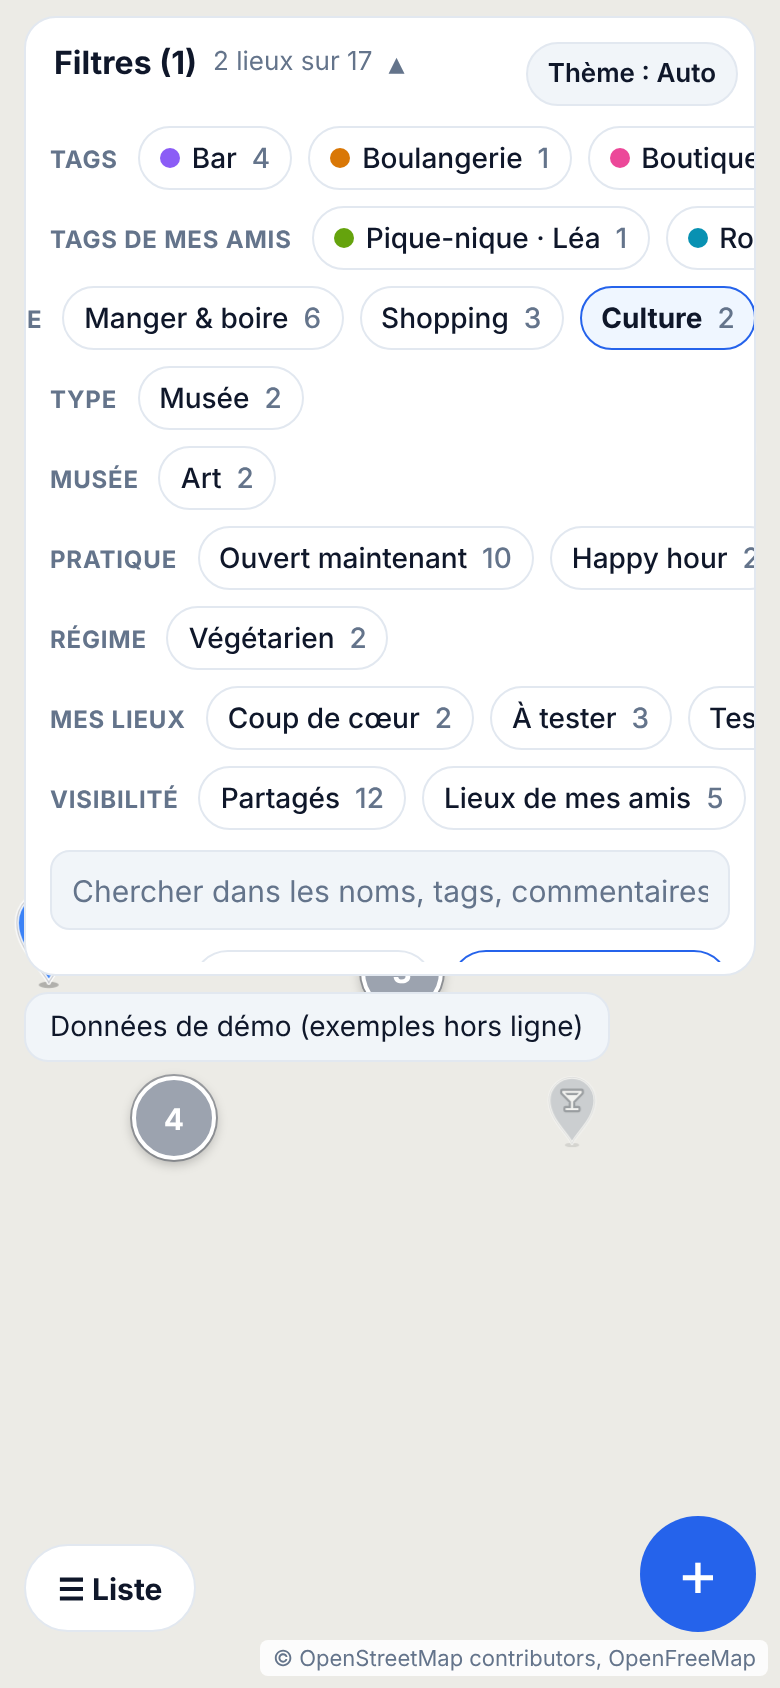 Filtres (1) 2 lieux sur 17 ▲
Thème : Auto
TAGS Bar 4 Boulangerie 1 Boutique
TAGS DE MES AMIS Pique-nique · Léa 1 Ro
E Manger & boire 6 Shopping 3 Culture 2
TYPE Musée 2
MUSÉE Art 2
PRATIQUE Ouvert maintenant 10 Happy hour 2
RÉGIME Végétarien 2
MES LIEUX Coup de cœur 2 À tester 3 Tes
VISIBILITÉ Partagés 12 Lieux de mes amis 5
Chercher dans les noms, tags, commentaires
Données de démo (exemples hors ligne)
4
☰ Liste
+
© OpenStreetMap contributors, OpenFreeMap